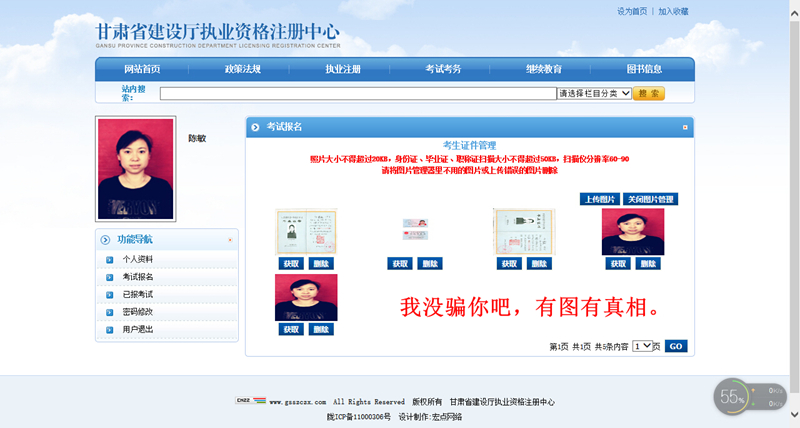 设为首页 | 加入收藏
甘肃省建设厅执业资格注册中心
GANSU PROVINCE CONSTRUCTION DEPARTMENT LICENSING REGISTRATION CENTER
网站首页 政策法规 执业注册 考试考务 继续教育 图书信息
站内搜索： 请选择栏目分类 搜 索
陈敏
功能导航
个人资料
考试报名
已报考试
密码修改
用户退出
考试报名
考生证件管理
照片大小不得超过20KB，身份证、毕业证、职称证扫描大小不得超过50KB，扫描仪分辨率60-90
请将图片管理器里不用的图片或上传错误的图片删除
上传图片 关闭图片管理
获取 删除 获取 删除 获取 删除 获取 删除
获取 删除
我没骗你吧，有图有真相。
第1页 共1页 共5条内容 1 页 GO
CNZZ www.gsszczx.com All Rights Reserved 版权所有 甘肃省建设厅执业资格注册中心
陇ICP备11000306号 设计制作:宏点网络
55%
0K/s
0K/s